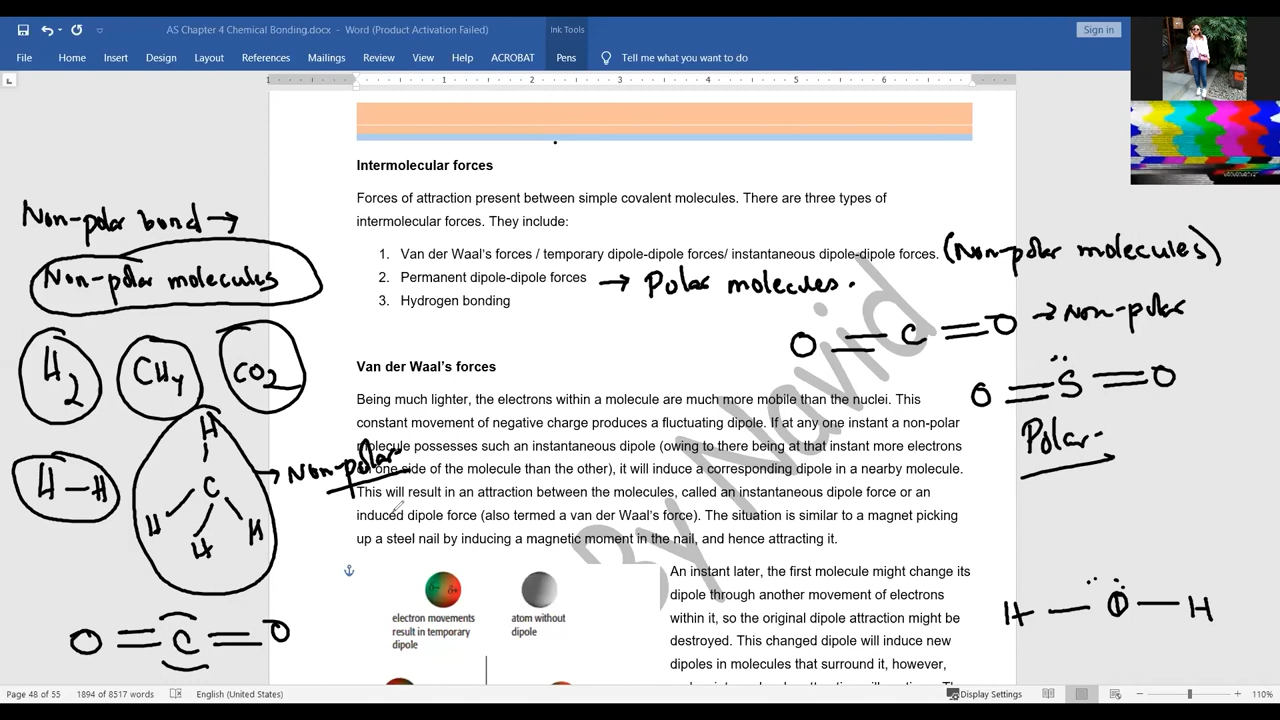 AS Chapter 4 Chemical Bonding.docx - Word (Product Activation Failed)
Ink Tools
Sign in
File Home Insert Design Layout References Mailings Review View Help ACROBAT Pens Tell me what you want to do
1 1 2 3 4 5 6
Intermolecular forces
Forces of attraction present between simple covalent molecules. There are three types of
intermolecular forces. They include:
1. Van der Waal's forces / temporary dipole-dipole forces/ instantaneous dipole-dipole forces. (Non-polar molecules)
2. Permanent dipole-dipole forces → Polar molecules.
3. Hydrogen bonding
Non-polar bond →
Non-polar molecules
H2 CH4 CO2
O = C = O → Non-polar
O = S = O
Polar
Van der Waal's forces
Being much lighter, the electrons within a molecule are much more mobile than the nuclei. This
constant movement of negative charge produces a fluctuating dipole. If at any one instant a non-polar
molecule possesses such an instantaneous dipole (owing to there being at that instant more electrons
on one side of the molecule than the other), it will induce a corresponding dipole in a nearby molecule.
This will result in an attraction between the molecules, called an instantaneous dipole force or an
induced dipole force (also termed a van der Waal's force). The situation is similar to a magnet picking
up a steel nail by inducing a magnetic moment in the nail, and hence attracting it.
H
H - H
C
H H H
→ Non-polar
O = C = O
By Navid
δ- δ+
electron movements
result in temporary
dipole
atom without
dipole
An instant later, the first molecule might change its
dipole through another movement of electrons
within it, so the original dipole attraction might be
destroyed. This changed dipole will induce new
dipoles in molecules that surround it, however,
H - O - H
Page 48 of 55 1894 of 8517 words English (United States) Display Settings 110%